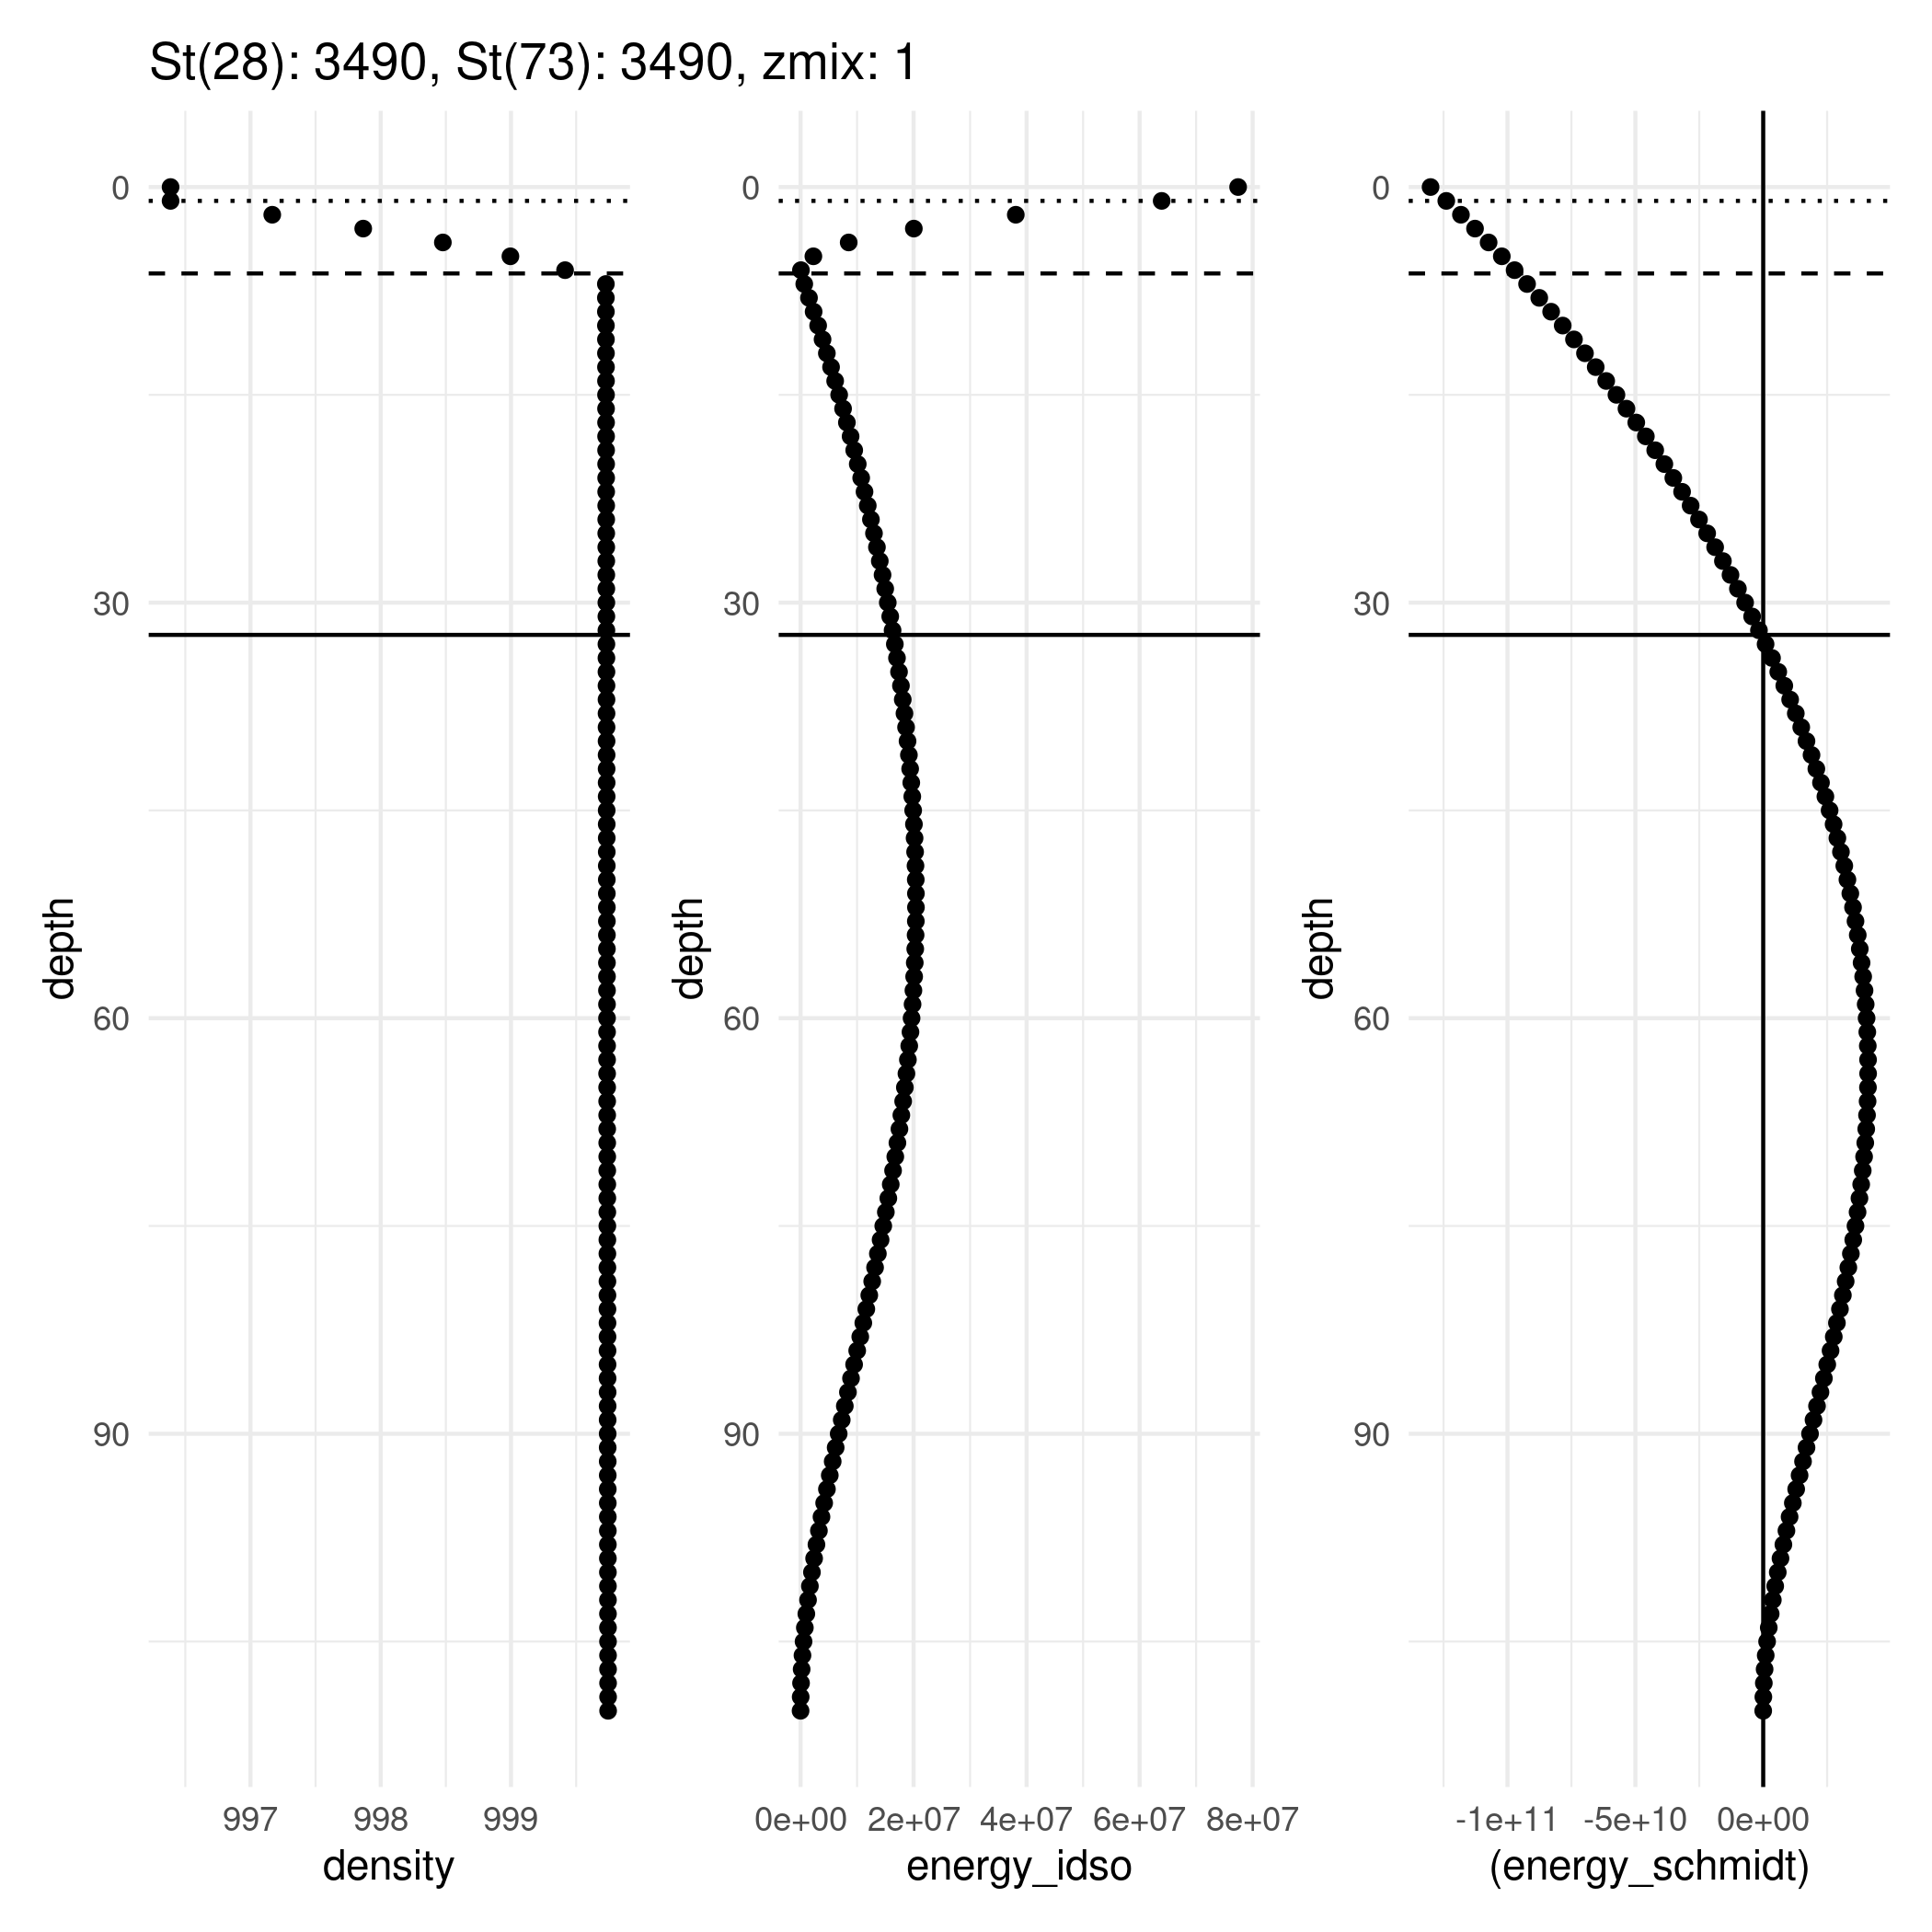 St(28): 3490, St(73): 3490, zmix: 1
depth
0
30
60
90
997 998 999
density
depth
0
30
60
90
0e+00 2e+07 4e+07 6e+07 8e+07
energy_idso
depth
0
30
60
90
-1e+11 -5e+10 0e+00
(energy_schmidt)